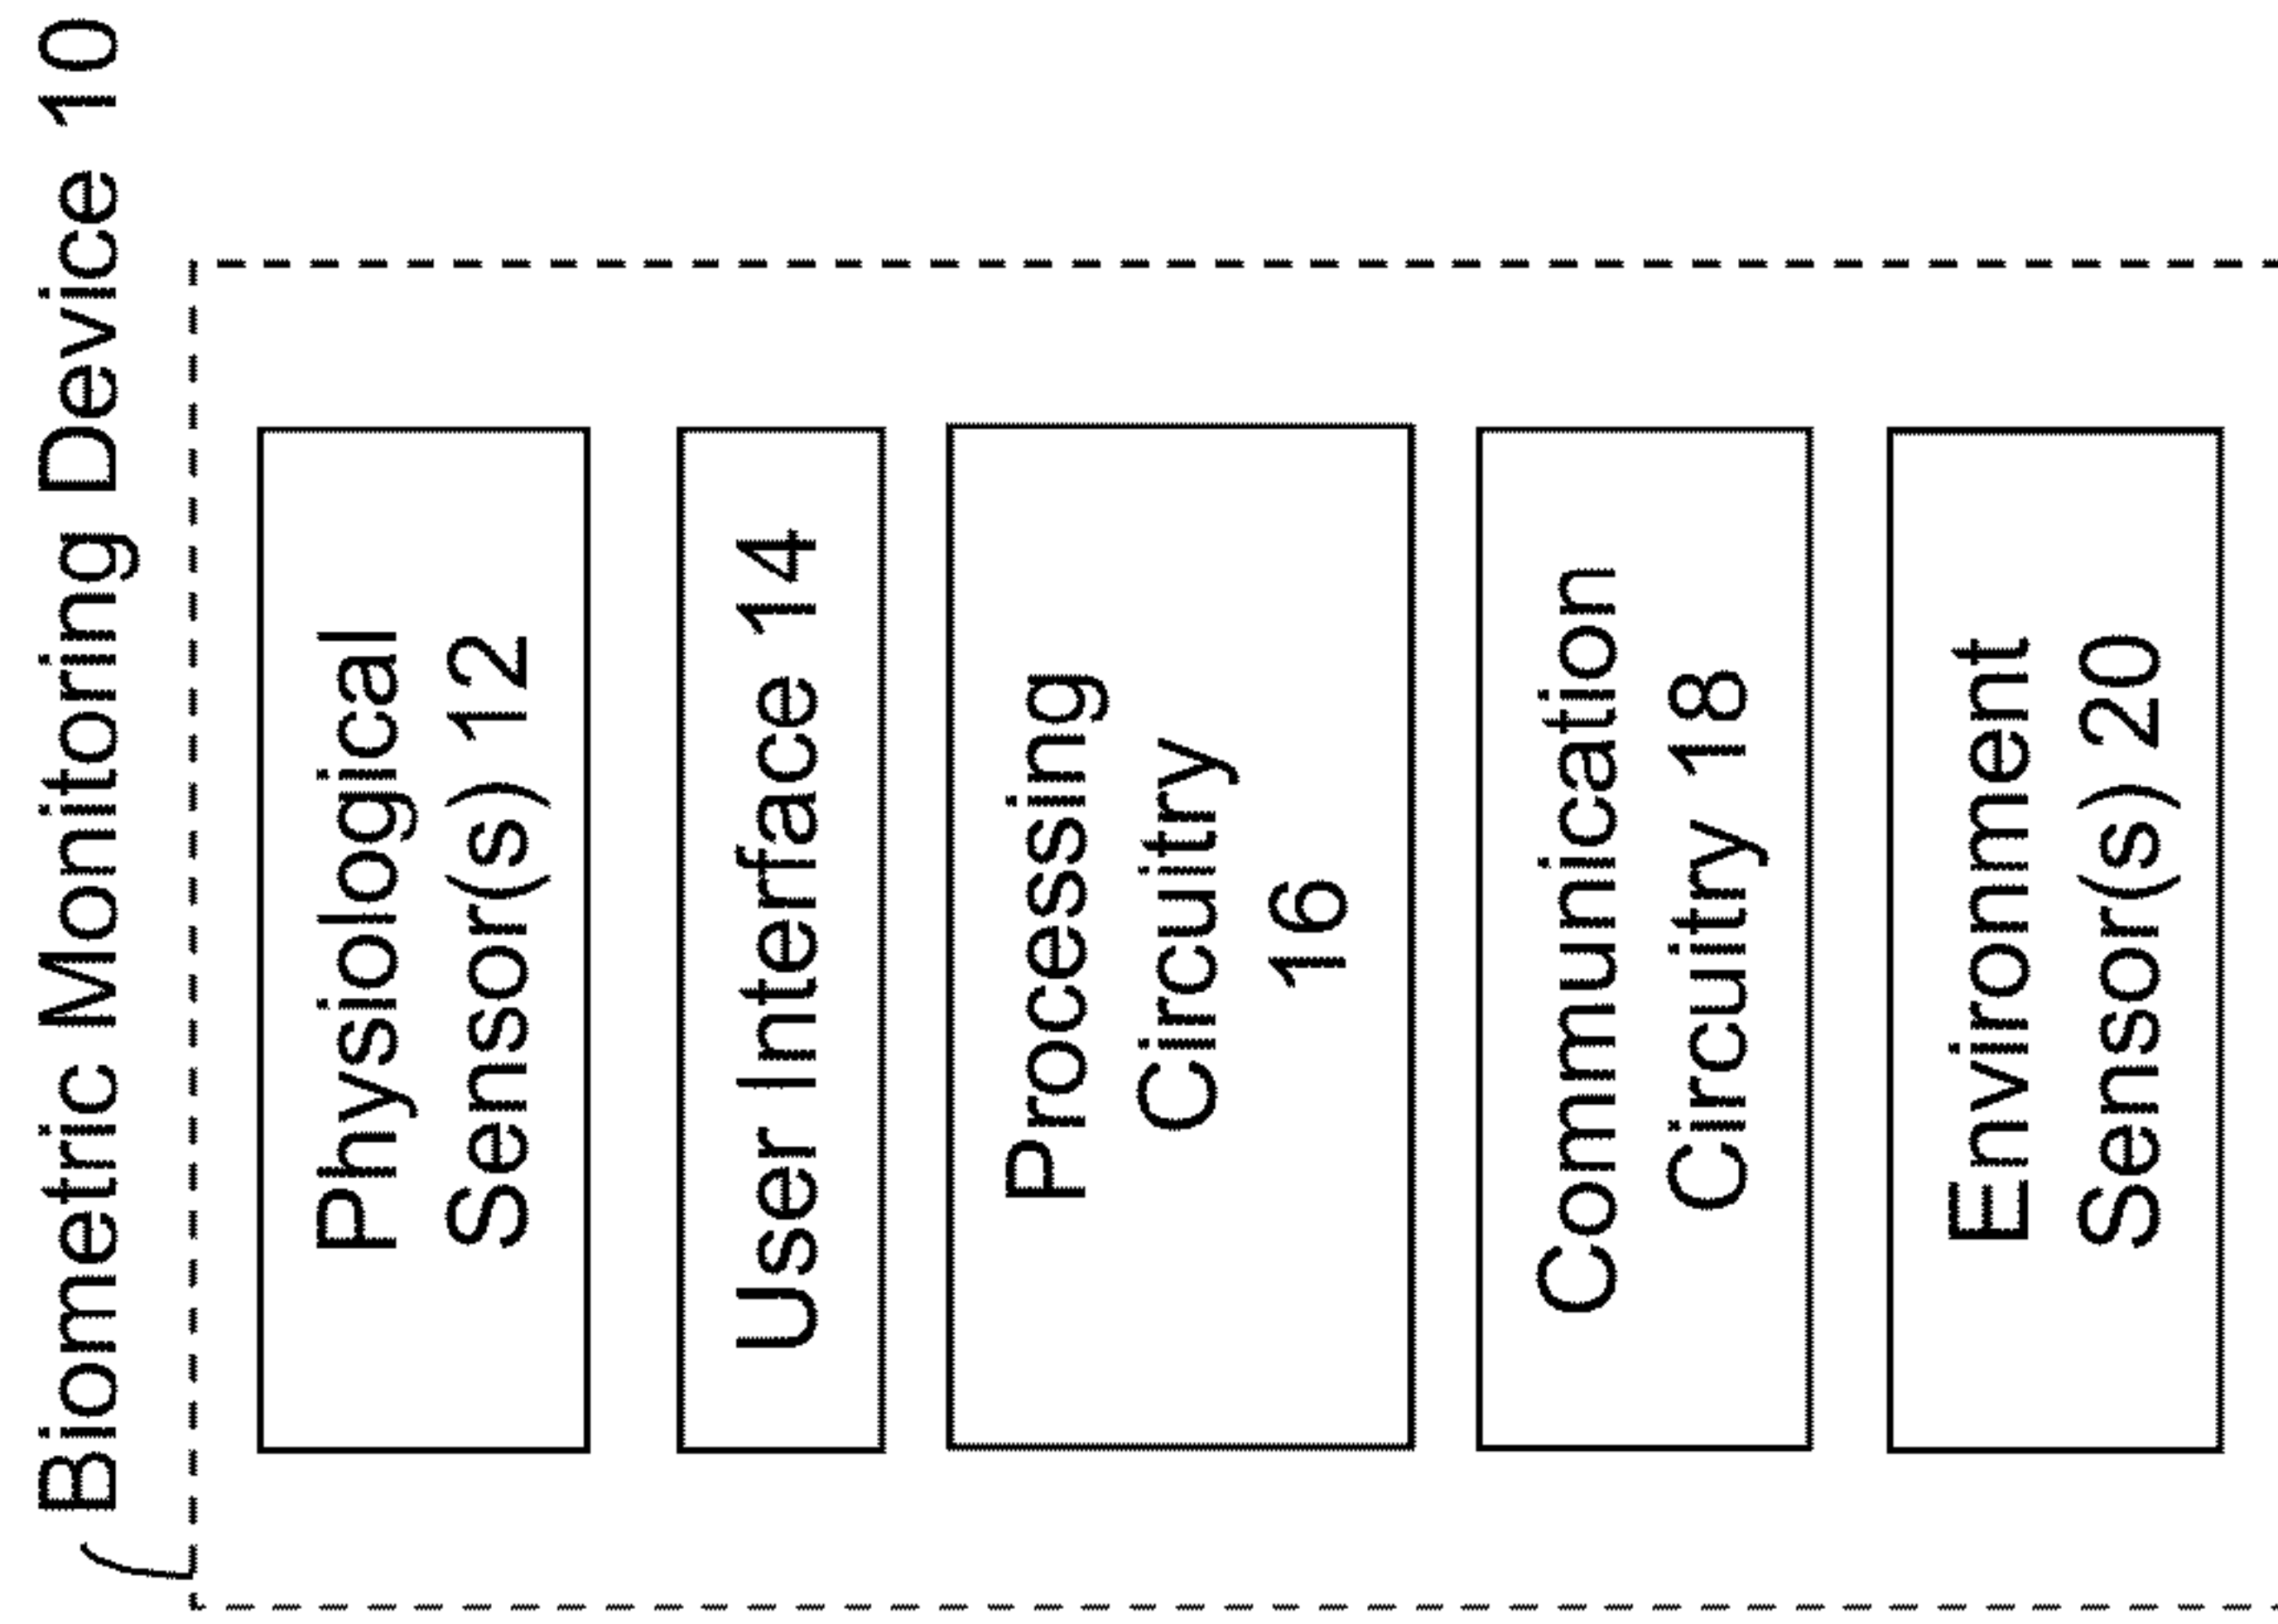 Biometric Monitoring Device 10
Physiological
Sensor(s) 12
User Interface 14
Processing
Circuitry
16
Communication
Circuitry 18
Environment
Sensor(s) 20